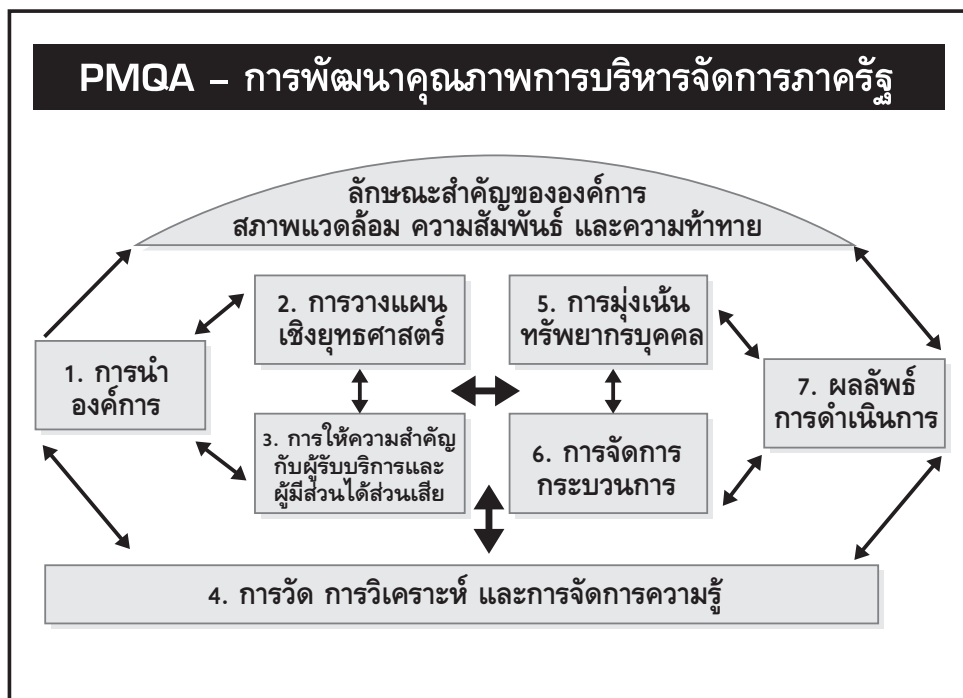 PMQA – การพัฒนาคุณภาพการบริหารจัดการภาครัฐ
ลักษณะสำคัญขององค์การ
สภาพแวดล้อม ความสัมพันธ์ และความท้าทาย
1. การนำ
องค์การ
2. การวางแผน
เชิงยุทธศาสตร์
3. การให้ความสำคัญ
กับผู้รับบริการและ
ผู้มีส่วนได้ส่วนเสีย
5. การมุ่งเน้น
ทรัพยากรบุคคล
6. การจัดการ
กระบวนการ
7. ผลลัพธ์
การดำเนินการ
4. การวัด การวิเคราะห์ และการจัดการความรู้